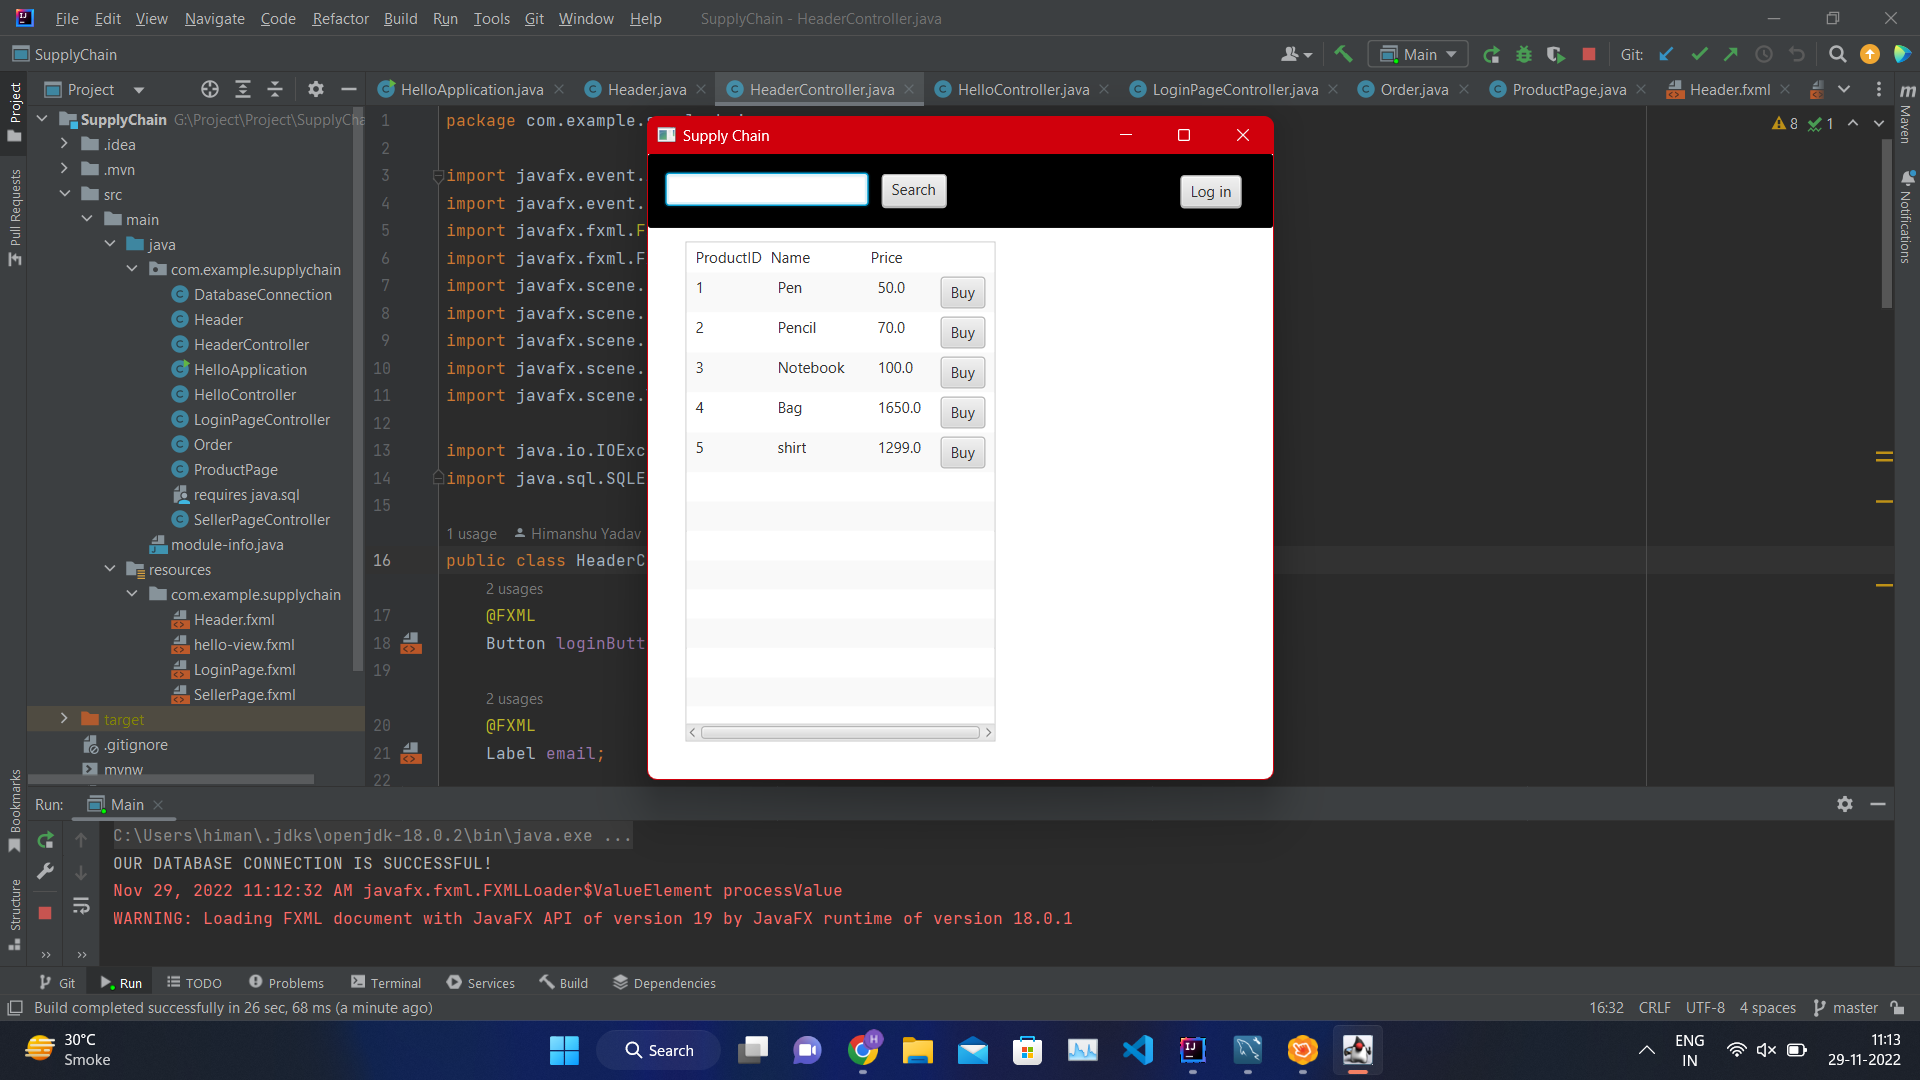 File Edit View Navigate Code Refactor Build Run Tools Git Window Help SupplyChain - HeaderController.java
SupplyChain Main Git:
Project HelloApplication.java Header.java HeaderController.java HelloController.java LoginPageController.java Order.java ProductPage.java Header.fxml
Project
Pull Requests
Bookmarks
Structure
Maven
Notifications
8 1
SupplyChain G:\Project\Project\SupplyCha
.idea
.mvn
src
main
java
com.example.supplychain
DatabaseConnection
Header
HeaderController
HelloApplication
HelloController
LoginPageController
Order
ProductPage
requires java.sql
SellerPageController
module-info.java
resources
com.example.supplychain
Header.fxml
hello-view.fxml
LoginPage.fxml
SellerPage.fxml
target
.gitignore
mvnw
1 package com.example.
2
3 import javafx.event.
4 import javafx.event.
5 import javafx.fxml.F
6 import javafx.fxml.F
7 import javafx.scene.
8 import javafx.scene.
9 import javafx.scene.
10 import javafx.scene.
11 import javafx.scene.
12
13 import java.io.IOExc
14 import java.sql.SQLE
15
1 usage Himanshu Yadav
16 public class HeaderC
2 usages
17 @FXML
18 Button loginButt
19
2 usages
20 @FXML
21 Label email;
22
Supply Chain
Search Log in
ProductID Name Price
1 Pen 50.0 Buy
2 Pencil 70.0 Buy
3 Notebook 100.0 Buy
4 Bag 1650.0 Buy
5 shirt 1299.0 Buy
Run: Main
C:\Users\himan\.jdks\openjdk-18.0.2\bin\java.exe ...
OUR DATABASE CONNECTION IS SUCCESSFUL!
Nov 29, 2022 11:12:32 AM javafx.fxml.FXMLLoader$ValueElement processValue
WARNING: Loading FXML document with JavaFX API of version 19 by JavaFX runtime of version 18.0.1
Git Run TODO Problems Terminal Services Build Dependencies
Build completed successfully in 26 sec, 68 ms (a minute ago) 16:32 CRLF UTF-8 4 spaces master
30°C
Smoke
Search
H
ENG
IN
11:13
29-11-2022